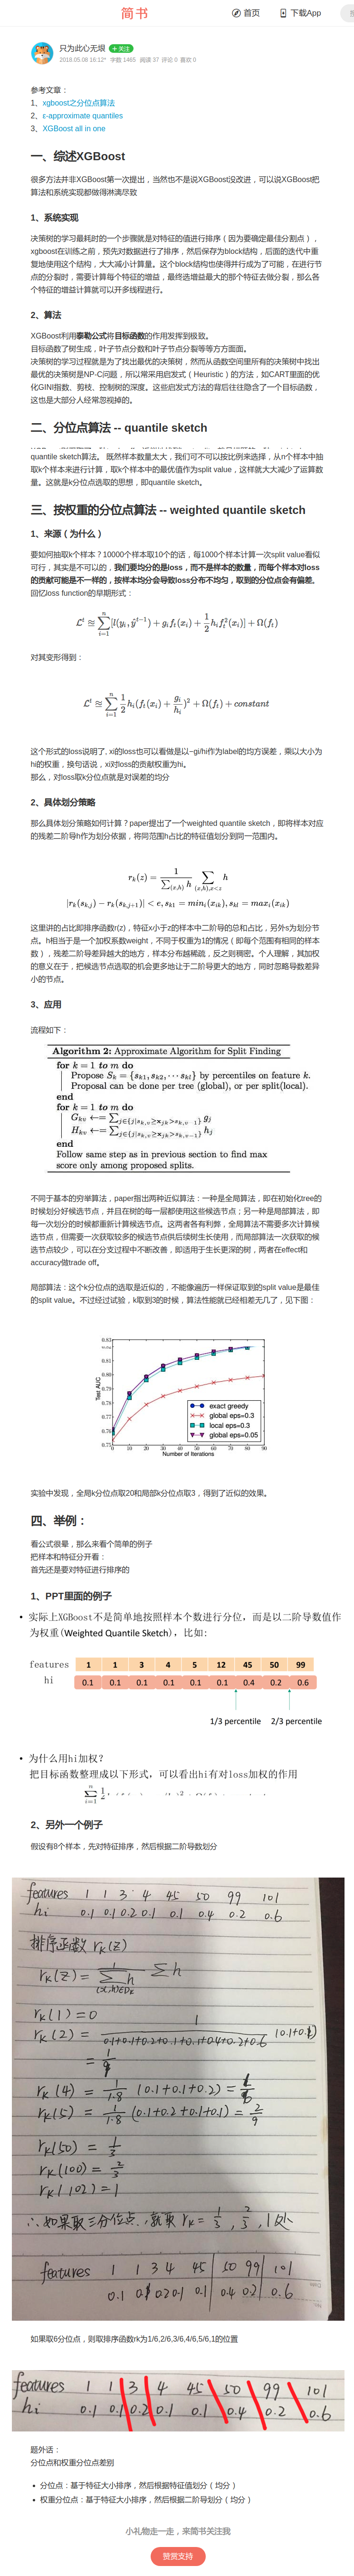 简书
首页
下载App
只为此心无垠
+ 关注
2018.05.08 16:12* 字数 1465 阅读 37 评论 0 喜欢 0
参考文章：
1、xgboost之分位点算法
2、ε-approximate quantiles
3、XGBoost all in one
一、综述XGBoost
很多方法并非XGBoost第一次提出，当然也不是说XGBoost没改进，可以说XGBoost把
算法和系统实现都做得淋漓尽致
1、系统实现
决策树的学习最耗时的一个步骤就是对特征的值进行排序（因为要确定最佳分割点），
xgboost在训练之前，预先对数据进行了排序，然后保存为block结构，后面的迭代中重
复地使用这个结构，大大减小计算量。这个block结构也使得并行成为了可能，在进行节
点的分裂时，需要计算每个特征的增益，最终选增益最大的那个特征去做分裂，那么各
个特征的增益计算就可以开多线程进行。
2、算法
XGBoost利用泰勒公式将目标函数的作用发挥到极致。
目标函数了树生成，叶子节点分数和叶子节点分裂等等方方面面。
决策树的学习过程就是为了找出最优的决策树，然而从函数空间里所有的决策树中找出
最优的决策树是NP-C问题，所以常采用启发式（Heuristic）的方法，如CART里面的优
化GINI指数、剪枝、控制树的深度。这些启发式方法的背后往往隐含了一个目标函数，
这也是大部分人经常忽视掉的。
二、分位点算法 -- quantile sketch
quantile sketch算法。 既然样本数量太大，我们可不可以按比例来选择，从n个样本中抽
取k个样本来进行计算，取k个样本中的最优值作为split value，这样就大大减少了运算数
量。这就是k分位点选取的思想，即quantile sketch。
三、按权重的分位点算法 -- weighted quantile sketch
1、来源（为什么）
要如何抽取k个样本？10000个样本取10个的话，每1000个样本计算一次split value看似
可行，其实是不可以的，我们要均分的是loss，而不是样本的数量，而每个样本对loss
的贡献可能是不一样的，按样本均分会导致loss分布不均匀，取到的分位点会有偏差。
回忆loss function的早期形式：
L^t ≅ ∑_{i=1}^n [l(y_i, ŷ^{t−1}) + g_i f_t(x_i) + 1/2 h_i f_t^2(x_i)] + Ω(f_t)
对其变形得到：
L^t ≅ ∑_{i=1}^n 1/2 h_i (f_t(x_i) + g_i/h_i)^2 + Ω(f_t) + constant
这个形式的loss说明了, xi的loss也可以看做是以−gi/hi作为label的均方误差，乘以大小为
hi的权重，换句话说，xi对loss的贡献权重为hi。
那么，对loss取k分位点就是对误差的均分
2、具体划分策略
那么具体划分策略如何计算？paper提出了一个weighted quantile sketch，即将样本对应
的残差二阶导h作为划分依据，将同范围h占比的特征值划分到同一范围内。
r_k(z) = 1/∑_{(x,h)} h ∑_{(x,h),x<z} h
|r_k(s_{k,j}) − r_k(s_{k,j+1})| < e, s_{k1} = min_i(x_{ik}), s_{kl} = max_i(x_{ik})
这里讲的占比即排序函数r(z)，特征x小于z的样本中二阶导的总和占比，另外s为划分节
点。h相当于是一个加权系数weight，不同于权重为1的情况（即每个范围有相同的样本
数），残差二阶导差异越大的地方，样本分布越稀疏，反之则稠密。个人理解，其加权
的意义在于，把候选节点选取的机会更多地让于二阶导更大的地方，同时忽略导数差异
小的节点。
3、应用
流程如下：
Algorithm 2: Approximate Algorithm for Split Finding
for k = 1 to m do
Propose S_k = {s_{k1}, s_{k2}, ⋯ s_{kl}} by percentiles on feature k.
Proposal can be done per tree (global), or per split(local).
end
for k = 1 to m do
G_{kv} ←= ∑_{j∈{j|s_{k,v}≥x_{jk}>s_{k,v−1}}} g_j
H_{kv} ←= ∑_{j∈{j|s_{k,v}≥x_{jk}>s_{k,v−1}}} h_j
end
Follow same step as in previous section to find max
score only among proposed splits.
不同于基本的穷举算法，paper指出两种近似算法：一种是全局算法，即在初始化tree的
时候划分好候选节点，并且在树的每一层都使用这些候选节点；另一种是局部算法，即
每一次划分的时候都重新计算候选节点。这两者各有利弊，全局算法不需要多次计算候
选节点，但需要一次获取较多的候选节点供后续树生长使用，而局部算法一次获取的候
选节点较少，可以在分支过程中不断改善，即适用于生长更深的树，两者在effect和
accuracy做trade off。
局部算法：这个k分位点的选取是近似的，不能像遍历一样保证取到的split value是最佳
的split value。不过经过试验，k取到3的时候，算法性能就已经相差无几了，见下图：
0.83
0.81
0.80
0.79
0.78
0.77
0.76
0.75
Test AUC
exact greedy
global eps=0.3
local eps=0.3
global eps=0.05
0 10 20 30 40 50 60 70 80 90
Number of Iterations
实验中发现，全局k分位点取20和局部k分位点取3，得到了近似的效果。
四、举例：
看公式很晕，那么来看个简单的例子
把样本和特征分开看：
首先还是要对特征进行排序的
1、PPT里面的例子
• 实际上XGBoost不是简单地按照样本个数进行分位，而是以二阶导数值作
为权重(Weighted Quantile Sketch)，比如：
features 1 1 3 4 5 12 45 50 99
hi 0.1 0.1 0.1 0.1 0.1 0.1 0.4 0.2 0.6
1/3 percentile 2/3 percentile
• 为什么用hi加权？
把目标函数整理成以下形式，可以看出hi有对loss加权的作用
2、另外一个例子
假设有8个样本，先对特征排序，然后根据二阶导数划分
features 1 1 3 4 45 50 99 101
hi 0.1 0.1 0.2 0.1 0.1 0.4 0.2 0.6
排序函数 rK(z)
rK(z) = 1/∑_{(x,h)∈Dk} h ∑ h
rK(1) = 0
rK(2) = 1/0.1+0.1+0.2+0.1+0.1+0.4+0.2+0.6 (0.1+0.1)
= 1/9
rK(4) = 1/1.8 (0.1+0.1+0.2) = 2/9
rK(5) = 1/1.8 (0.1+0.2+0.1+0.1) = 2/9
rK(50) = 1/3
rK(100) = 2/3
rK(102) = 1
∴如果取三分位点，就取 rK = 1/3, 2/3, 1处
features 1 1 3 4 45 50 99 101
0.1 0.1 0.2 0.1 0.1 0.4 0.2 0.6
如果取6分位点，则取排序函数rk为1/6,2/6,3/6,4/6,5/6,1的位置
features 1 1 3 4 45 50 99 101
hi 0.1 0.1 0.2 0.1 0.1 0.4 0.2 0.6
题外话：
分位点和权重分位点差别
• 分位点：基于特征大小排序，然后根据特征值划分（均分）
• 权重分位点：基于特征大小排序，然后根据二阶导划分（均分）
小礼物走一走，来简书关注我
赞赏支持